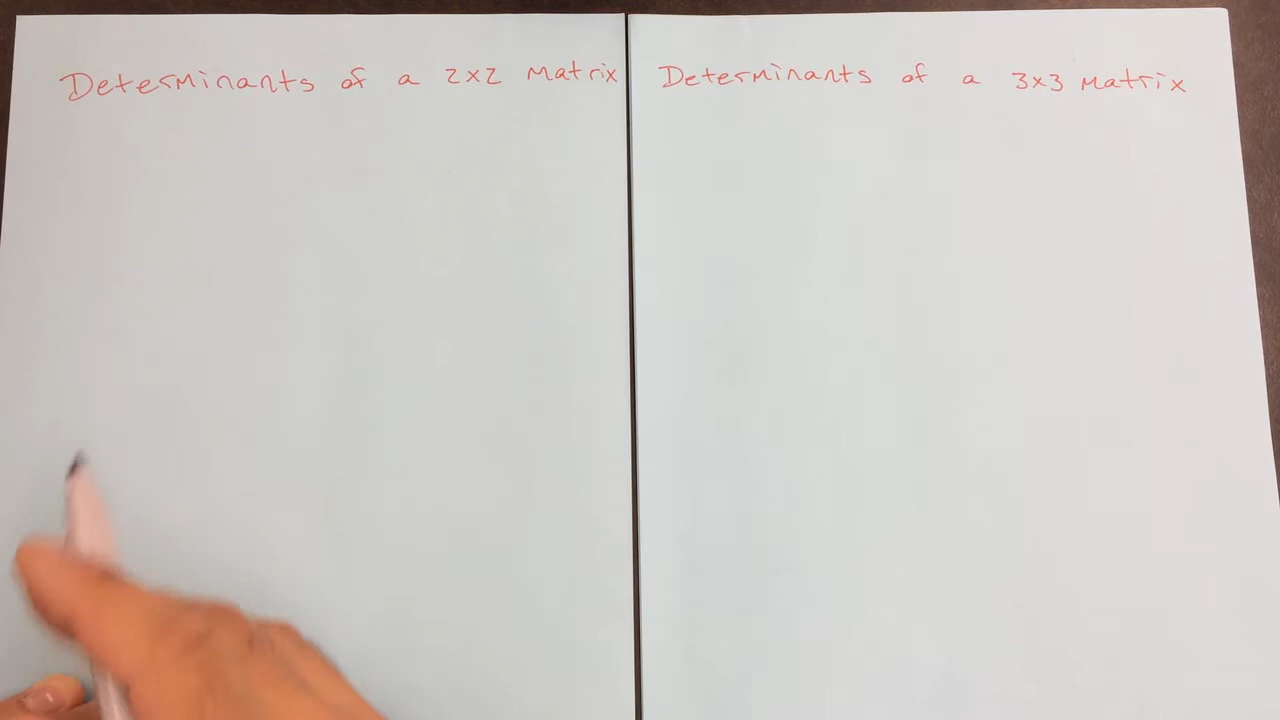 Determinants of a 2x2 Matrix
Determinants of a 3x3 Matrix